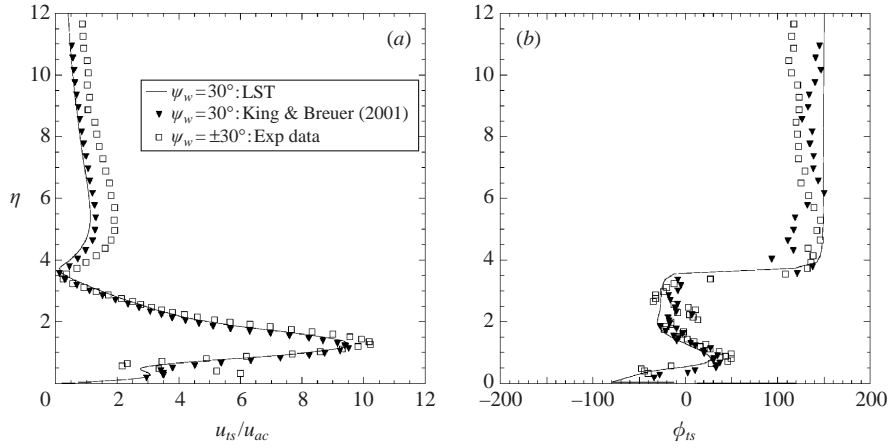 12
10
8
6
4
2
0
η
(a)
ψw = 30°: LST
ψw = 30°: King & Breuer (2001)
ψw = ±30°: Exp data
0 2 4 6 8 10 12
uts/uac
12
10
8
6
4
2
0
(b)
−200 −100 0 100 200
ϕts